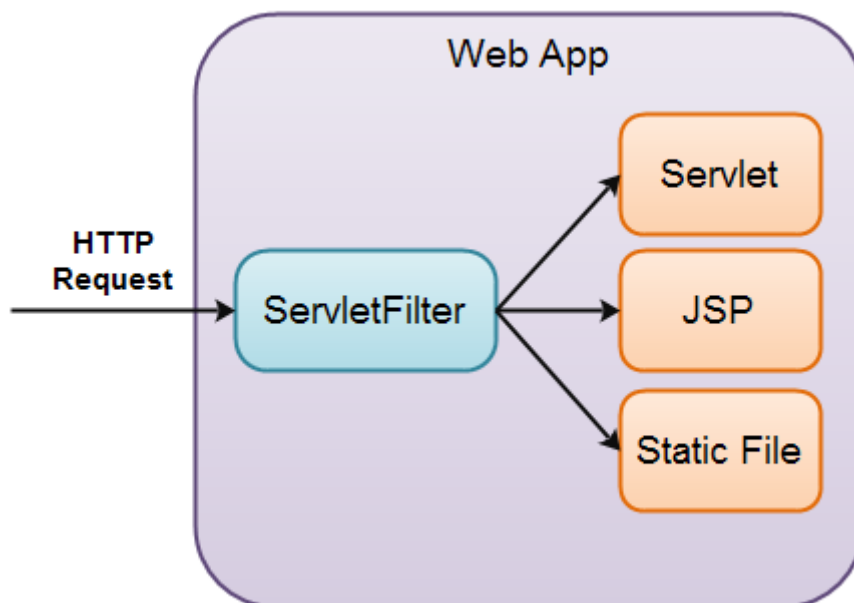 Web App
HTTP
Request
ServletFilter
Servlet
JSP
Static File